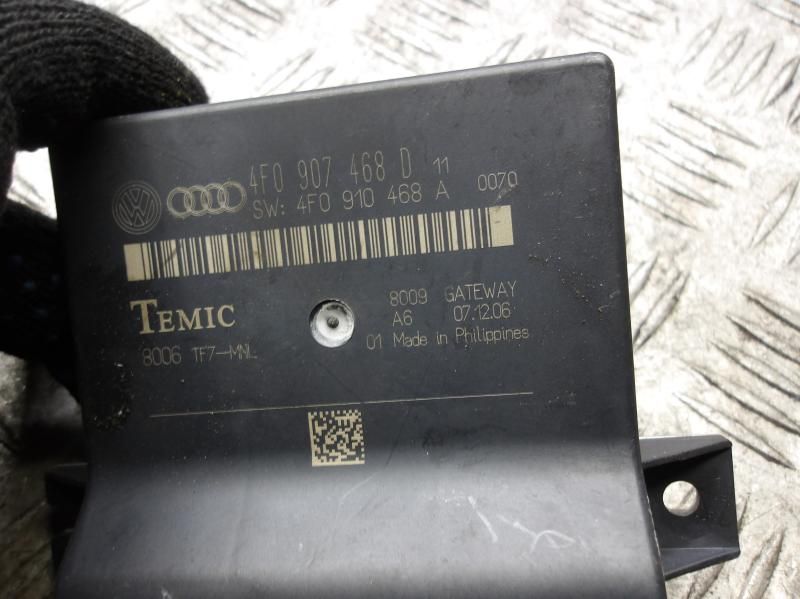 4F0 907 468 D 11
SW: 4F0 910 468 A 0070
TEMIC
8009 GATEWAY
A6 07.12.06
8006 TF7-MNL
01 Made in Philippines